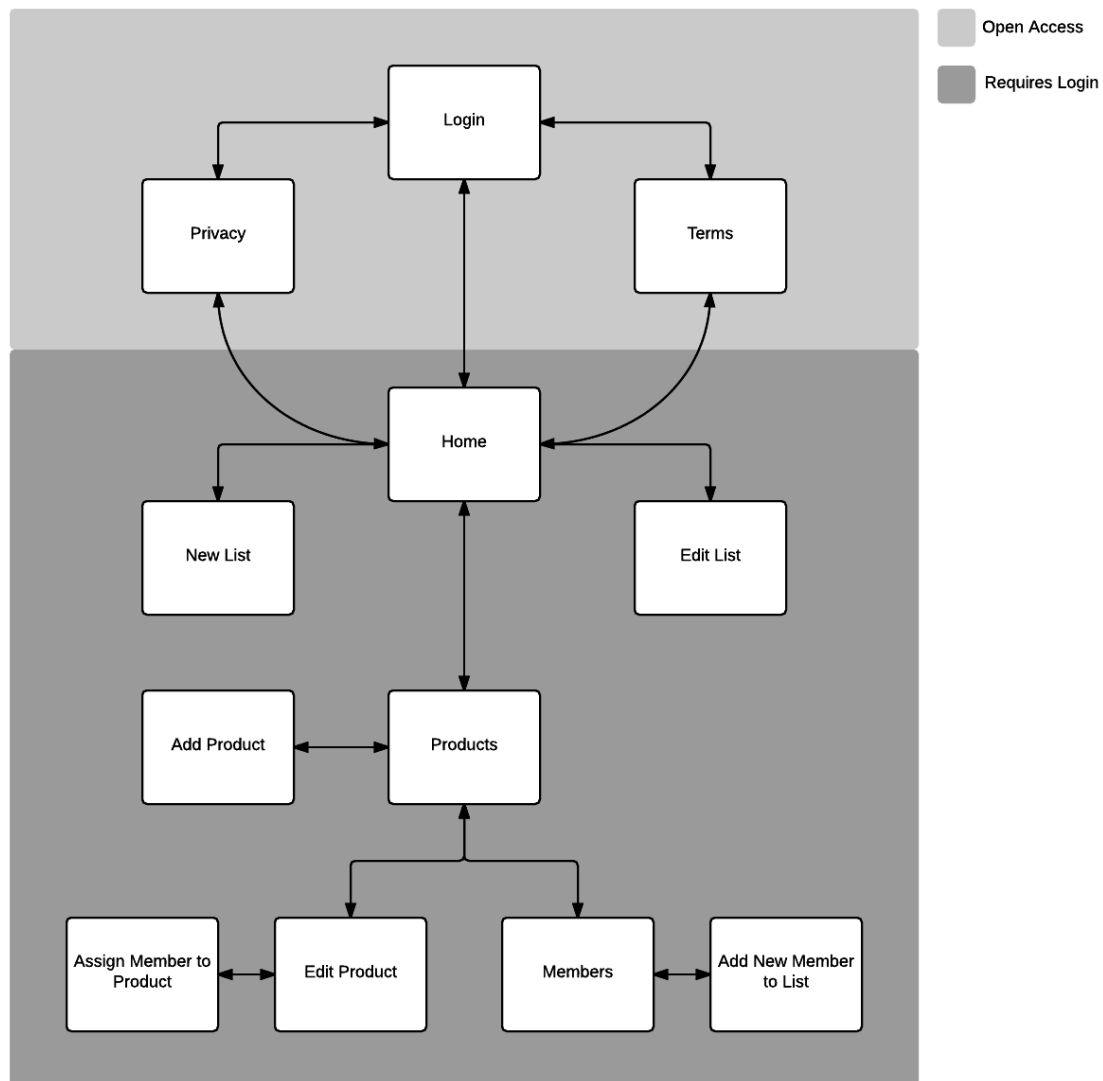 Open Access
Requires Login
Login
Privacy
Terms
Home
New List
Edit List
Add Product
Products
Assign Member to
Product
Edit Product
Members
Add New Member
to List